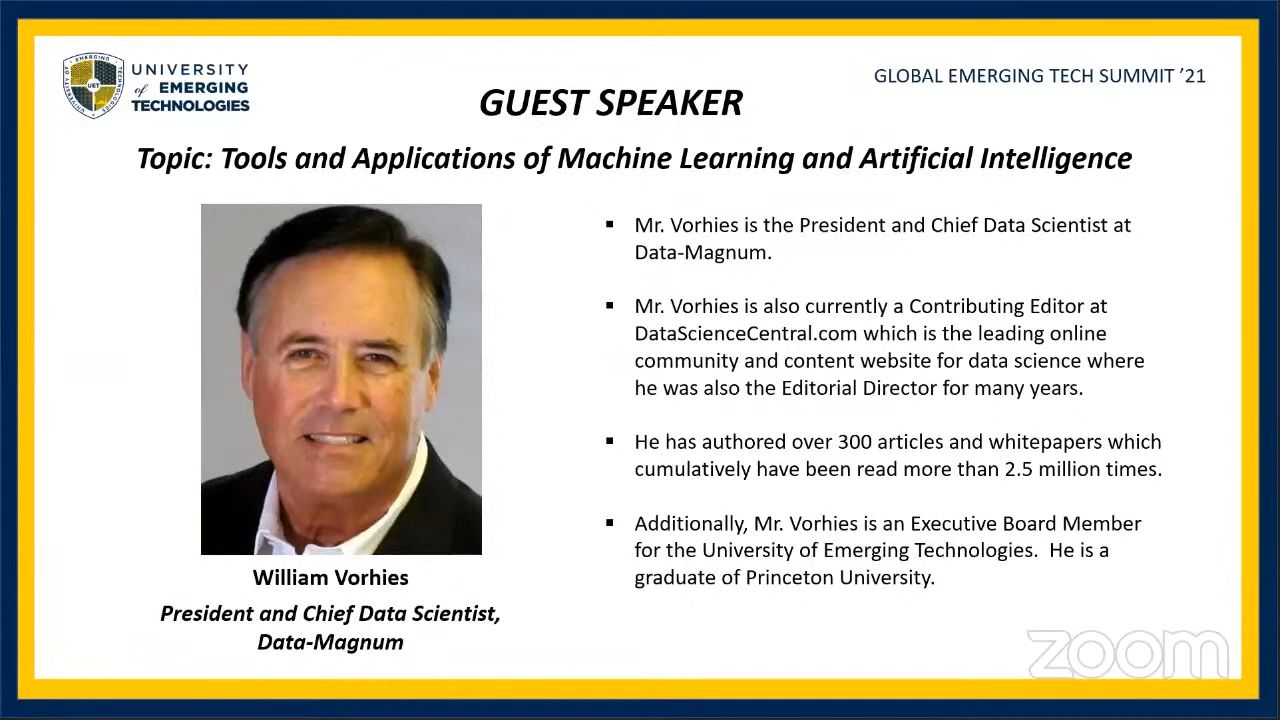 UNIVERSITY
of EMERGING
TECHNOLOGIES
GLOBAL EMERGING TECH SUMMIT ’21
GUEST SPEAKER
Topic: Tools and Applications of Machine Learning and Artificial Intelligence
▪ Mr. Vorhies is the President and Chief Data Scientist at
Data-Magnum.
▪ Mr. Vorhies is also currently a Contributing Editor at
DataScienceCentral.com which is the leading online
community and content website for data science where
he was also the Editorial Director for many years.
▪ He has authored over 300 articles and whitepapers which
cumulatively have been read more than 2.5 million times.
▪ Additionally, Mr. Vorhies is an Executive Board Member
for the University of Emerging Technologies.  He is a
graduate of Princeton University.
William Vorhies
President and Chief Data Scientist,
Data-Magnum
zoom